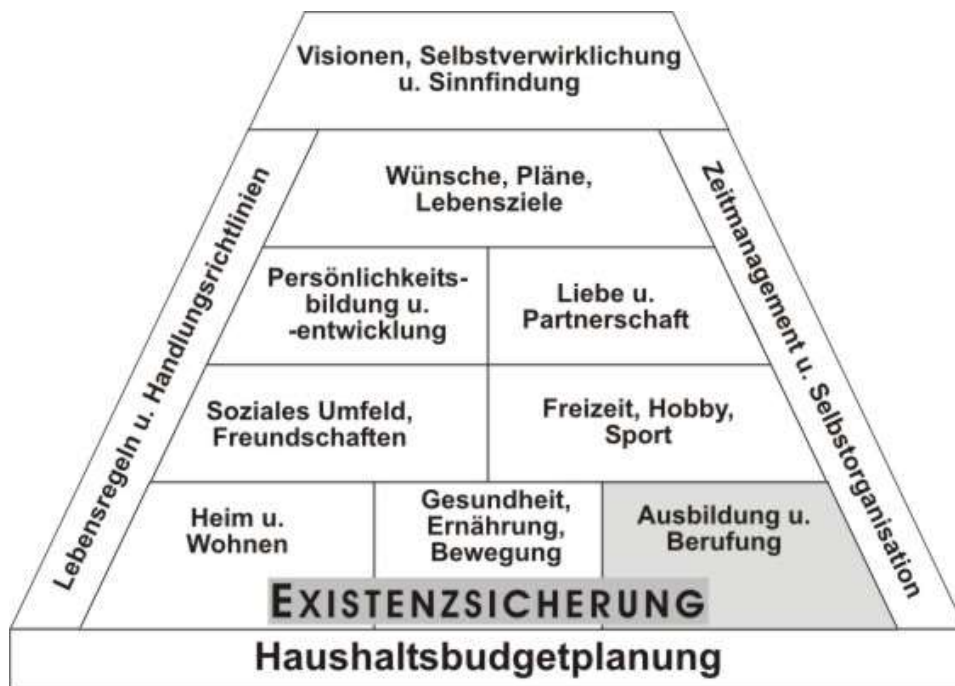 Visionen, Selbstverwirklichung
u. Sinnfindung
Lebensregeln u. Handlungsrichtlinien
Wünsche, Pläne,
Lebensziele
Zeitmanagement u. Selbstorganisation
Persönlichkeits-
bildung u.
-entwicklung
Liebe u.
Partnerschaft
Soziales Umfeld,
Freundschaften
Freizeit, Hobby,
Sport
Heim u.
Wohnen
Gesundheit,
Ernährung,
Bewegung
Ausbildung u.
Berufung
EXISTENZSICHERUNG
Haushaltsbudgetplanung